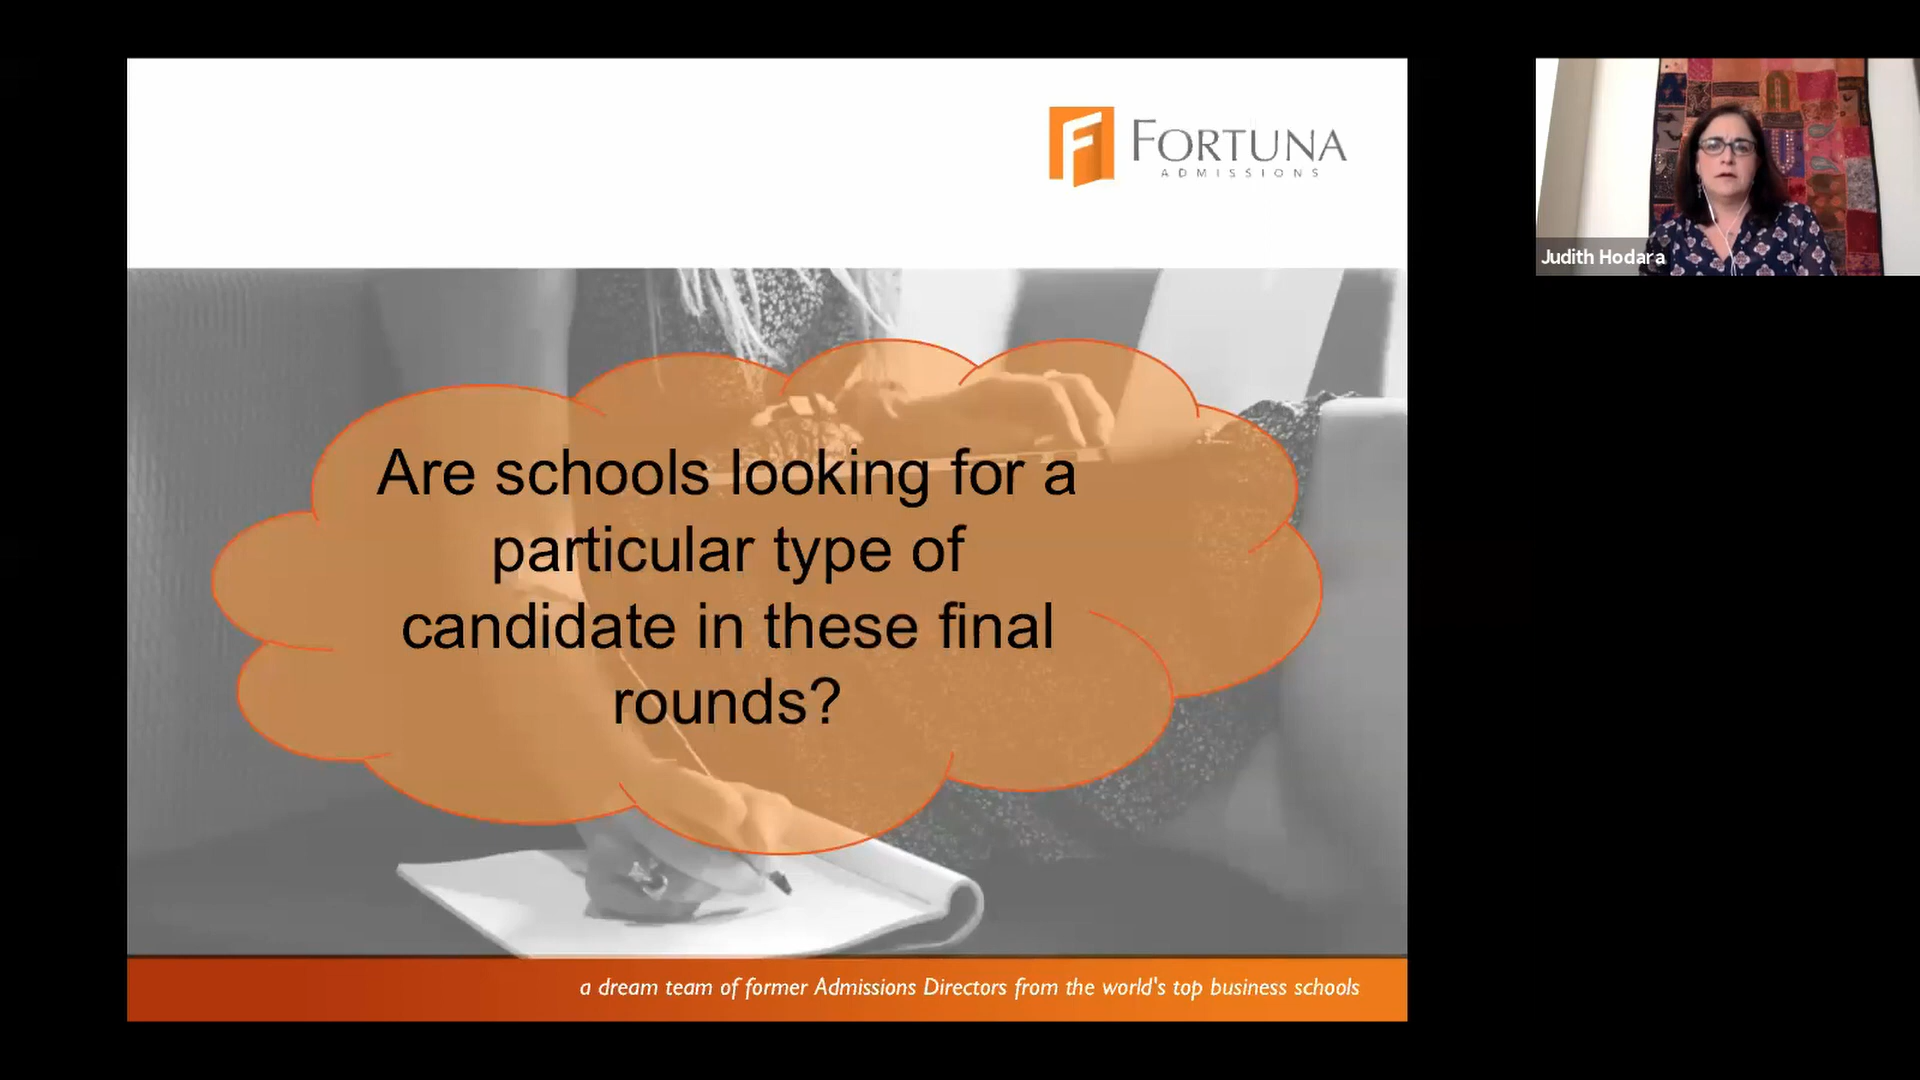 FORTUNA
ADMISSIONS
Judith Hodara
Are schools looking for a
particular type of
candidate in these final
rounds?
a dream team of former Admissions Directors from the world's top business schools